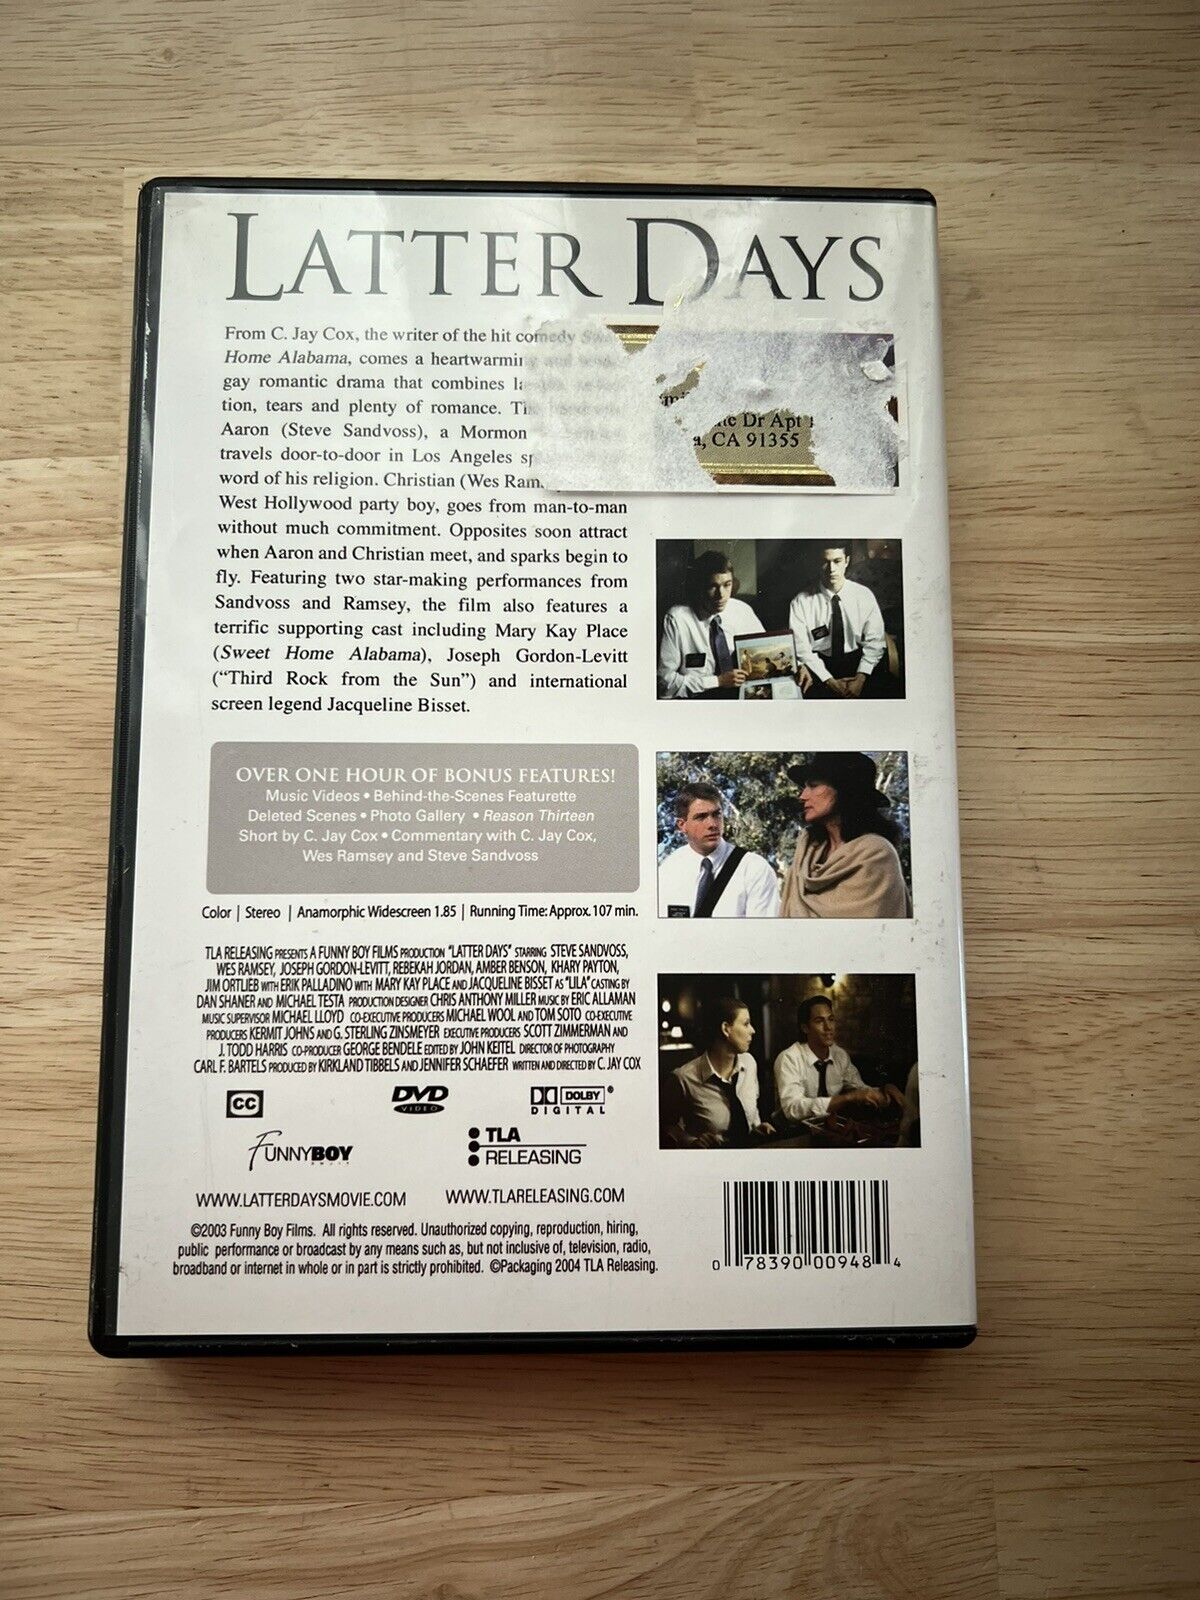 LATTER DAYS
From C. Jay Cox, the writer of the hit comedy
Home Alabama, comes a heartwarming
gay romantic drama that combines
tion, tears and plenty of romance.
Aaron (Steve Sandvoss), a Mormon
travels door-to-door in Los Angeles
word of his religion. Christian (Wes
West Hollywood party boy, goes from man-to-man
without much commitment. Opposites soon attract
when Aaron and Christian meet, and sparks begin to
fly. Featuring two star-making performances from
Sandvoss and Ramsey, the film also features a
terrific supporting cast including Mary Kay Place
(Sweet Home Alabama), Joseph Gordon-Levitt
("Third Rock from the Sun") and international
screen legend Jacqueline Bisset.
Dr Apt
CA 91355
OVER ONE HOUR OF BONUS FEATURES!
Music Videos • Behind-the-Scenes Featurette
Deleted Scenes • Photo Gallery • Reason Thirteen
Short by C. Jay Cox • Commentary with C. Jay Cox,
Wes Ramsey and Steve Sandvoss
Color | Stereo | Anamorphic Widescreen 1.85 | Running Time: Approx. 107 min.
TLA RELEASING PRESENTS A FUNNY BOY FILMS PRODUCTION "LATTER DAYS" STARRING STEVE SANDVOSS,
WES RAMSEY, JOSEPH GORDON-LEVITT, REBEKAH JORDAN, AMBER BENSON, KHARY PAYTON,
JIM ORTLIEB WITH ERIK PALLADINO WITH MARY KAY PLACE AND JACQUELINE BISSET AS "LILA" CASTING BY
DAN SHANER AND MICHAEL TESTA PRODUCTION DESIGNER CHRIS ANTHONY MILLER MUSIC BY ERIC ALLAMAN
MUSIC SUPERVISOR MICHAEL LLOYD CO-EXECUTIVE PRODUCERS MICHAEL WOOL AND TOM SOTO CO-EXECUTIVE
PRODUCERS KERMIT JOHNS AND G. STERLING ZINSMEYER EXECUTIVE PRODUCERS SCOTT ZIMMERMAN AND
J. TODD HARRIS CO-PRODUCER GEORGE BENDELE EDITED BY JOHN KEITEL DIRECTOR OF PHOTOGRAPHY
CARL F. BARTELS PRODUCED BY KIRKLAND TIBBELS AND JENNIFER SCHAEFER WRITTEN AND DIRECTED BY C. JAY COX
CC
DVD
VIDEO
DOLBY
DIGITAL
FUNNYBOY
FILMS
TLA
RELEASING
WWW.LATTERDAYSMOVIE.COM WWW.TLARELEASING.COM
©2003 Funny Boy Films. All rights reserved. Unauthorized copying, reproduction, hiring,
public performance or broadcast by any means such as, but not inclusive of, television, radio,
broadband or internet in whole or in part is strictly prohibited. ©Packaging 2004 TLA Releasing.
0 78390 00948 4